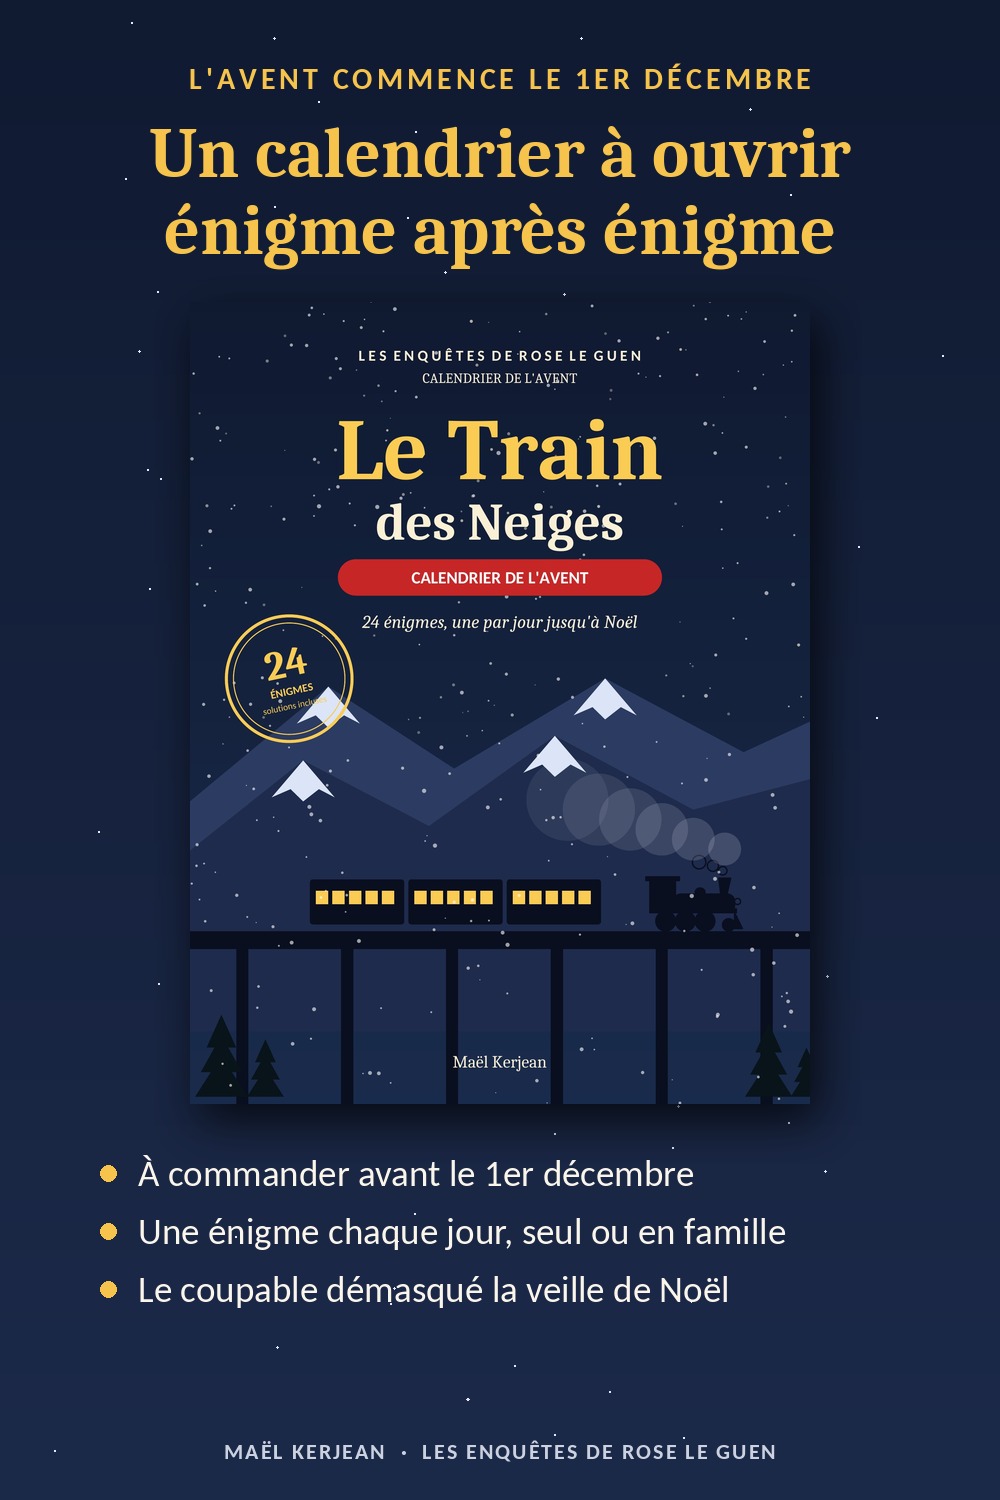 L'AVENT COMMENCE LE 1ER DÉCEMBRE
Un calendrier à ouvrir
énigme après énigme
LES ENQUÊTES DE ROSE LE GUEN
CALENDRIER DE L'AVENT
Le Train
des Neiges
CALENDRIER DE L'AVENT
24 énigmes, une par jour jusqu'à Noël
24
ÉNIGMES
solutions incluses
Maël Kerjean
À commander avant le 1er décembre
Une énigme chaque jour, seul ou en famille
Le coupable démasqué la veille de Noël
MAËL KERJEAN · LES ENQUÊTES DE ROSE LE GUEN